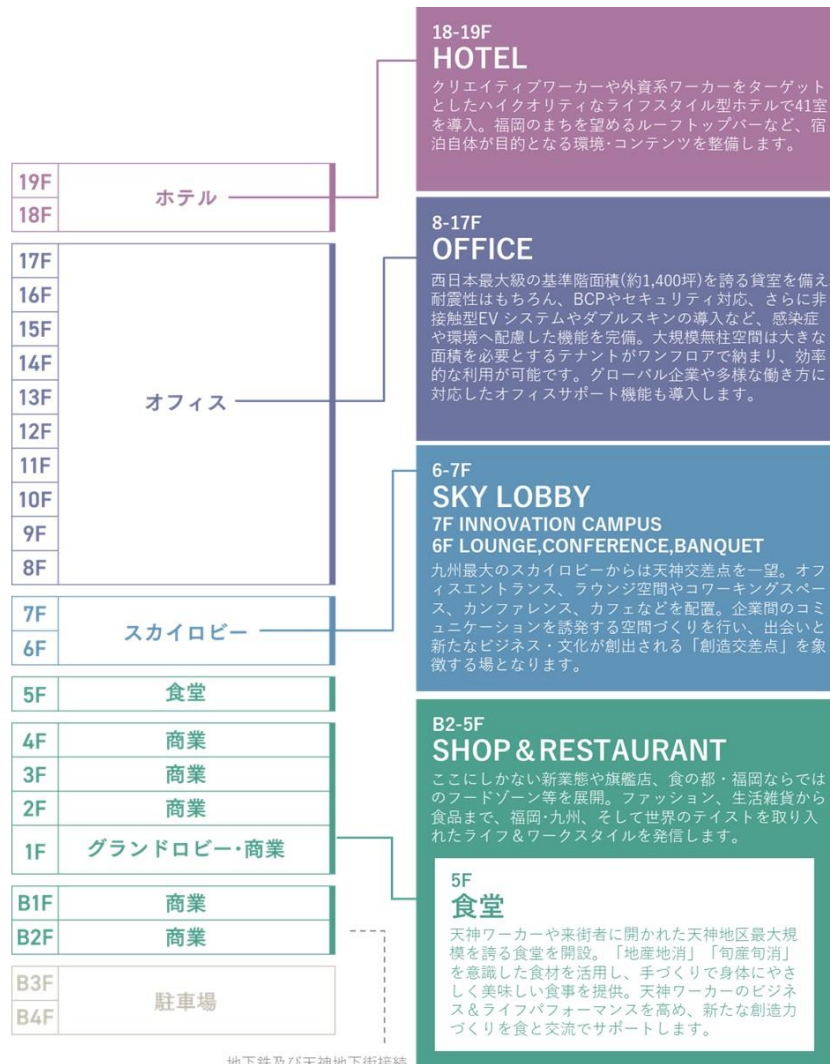 19F
18F
ホテル
17F
16F
15F
14F
13F
12F
11F
10F
9F
8F
オフィス
7F
6F
スカイロビー
5F
食堂
4F
商業
3F
商業
2F
商業
1F
グランドロビー・商業
B1F
商業
B2F
商業
B3F
B4F
駐車場
地下鉄及び天神地下街接続
18-19F
HOTEL
クリエイティブワーカーや外資系ワーカーをターゲット
としたハイクオリティなライフスタイル型ホテルで41室
を導入。福岡のまちを望めるルーフトップバーなど、宿
泊自体が目的となる環境・コンテンツを整備します。
8-17F
OFFICE
西日本最大級の基準階面積(約1,400坪)を誇る貸室を備え
耐震性はもちろん、BCPやセキュリティ対応、さらに非
接触型EV システムやダブルスキンの導入など、感染症
や環境へ配慮した機能を完備。大規模無柱空間は大きな
面積を必要とするテナントがワンフロアで納まり、効率
的な利用が可能です。グローバル企業や多様な働き方に
対応したオフィスサポート機能も導入します。
6-7F
SKY LOBBY
7F INNOVATION CAMPUS
6F LOUNGE,CONFERENCE,BANQUET
九州最大のスカイロビーからは天神交差点を一望。オフ
ィスエントランス、ラウンジ空間やコワーキングスペー
ス、カンファレンス、カフェなどを配置。企業間のコミ
ュニケーションを誘発する空間づくりを行い、出会いと
新たなビジネス・文化が創出される「創造交差点」を象
徴する場となります。
B2-5F
SHOP & RESTAURANT
ここにしかない新業態や旗艦店、食の都・福岡ならでは
のフードゾーン等を展開。ファッション、生活雑貨から
食品まで、福岡・九州、そして世界のテイストを取り入
れたライフ＆ワークスタイルを発信します。
5F
食堂
天神ワーカーや来街者に開かれた天神地区最大規
模を誇る食堂を開設。「地産地消」「旬産旬消」
を意識した食材を活用し、手づくりで身体にやさ
しく美味しい食事を提供。天神ワーカーのビジネ
ス＆ライフパフォーマンスを高め、新たな創造力
づくりを食と交流でサポートします。